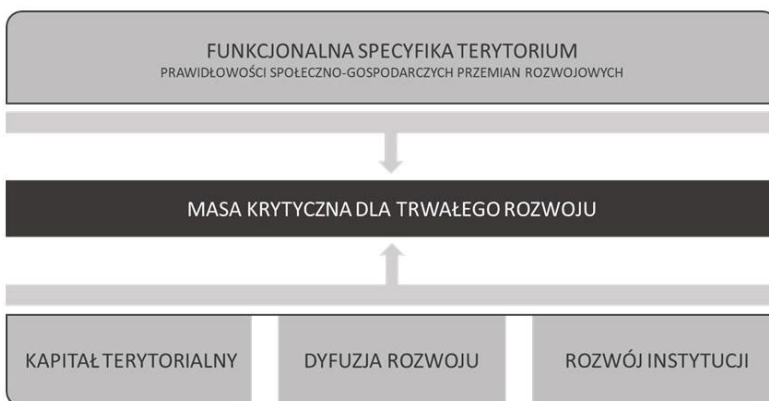 FUNKCJONALNA SPECYFIKA TERYTORIUM
PRAWIDŁOWOŚCI SPOŁECZNO-GOSPODARCZYCH PRZEMIAN ROZWOJOWYCH
MASA KRYTYCZNA DLA TRWAŁEGO ROZWOJU
KAPITAŁ TERYTORIALNY
DYFUZJA ROZWOJU
ROZWÓJ INSTYTUCJI